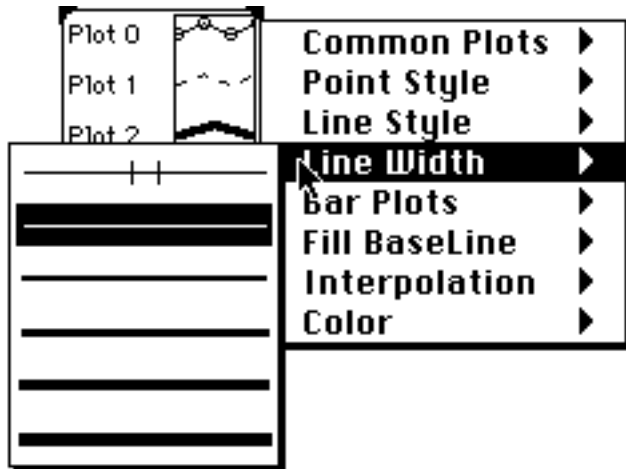 Plot 0
Plot 1
Plot 2
Common Plots
Point Style
Line Style
Line Width
Bar Plots
Fill BaseLine
Interpolation
Color